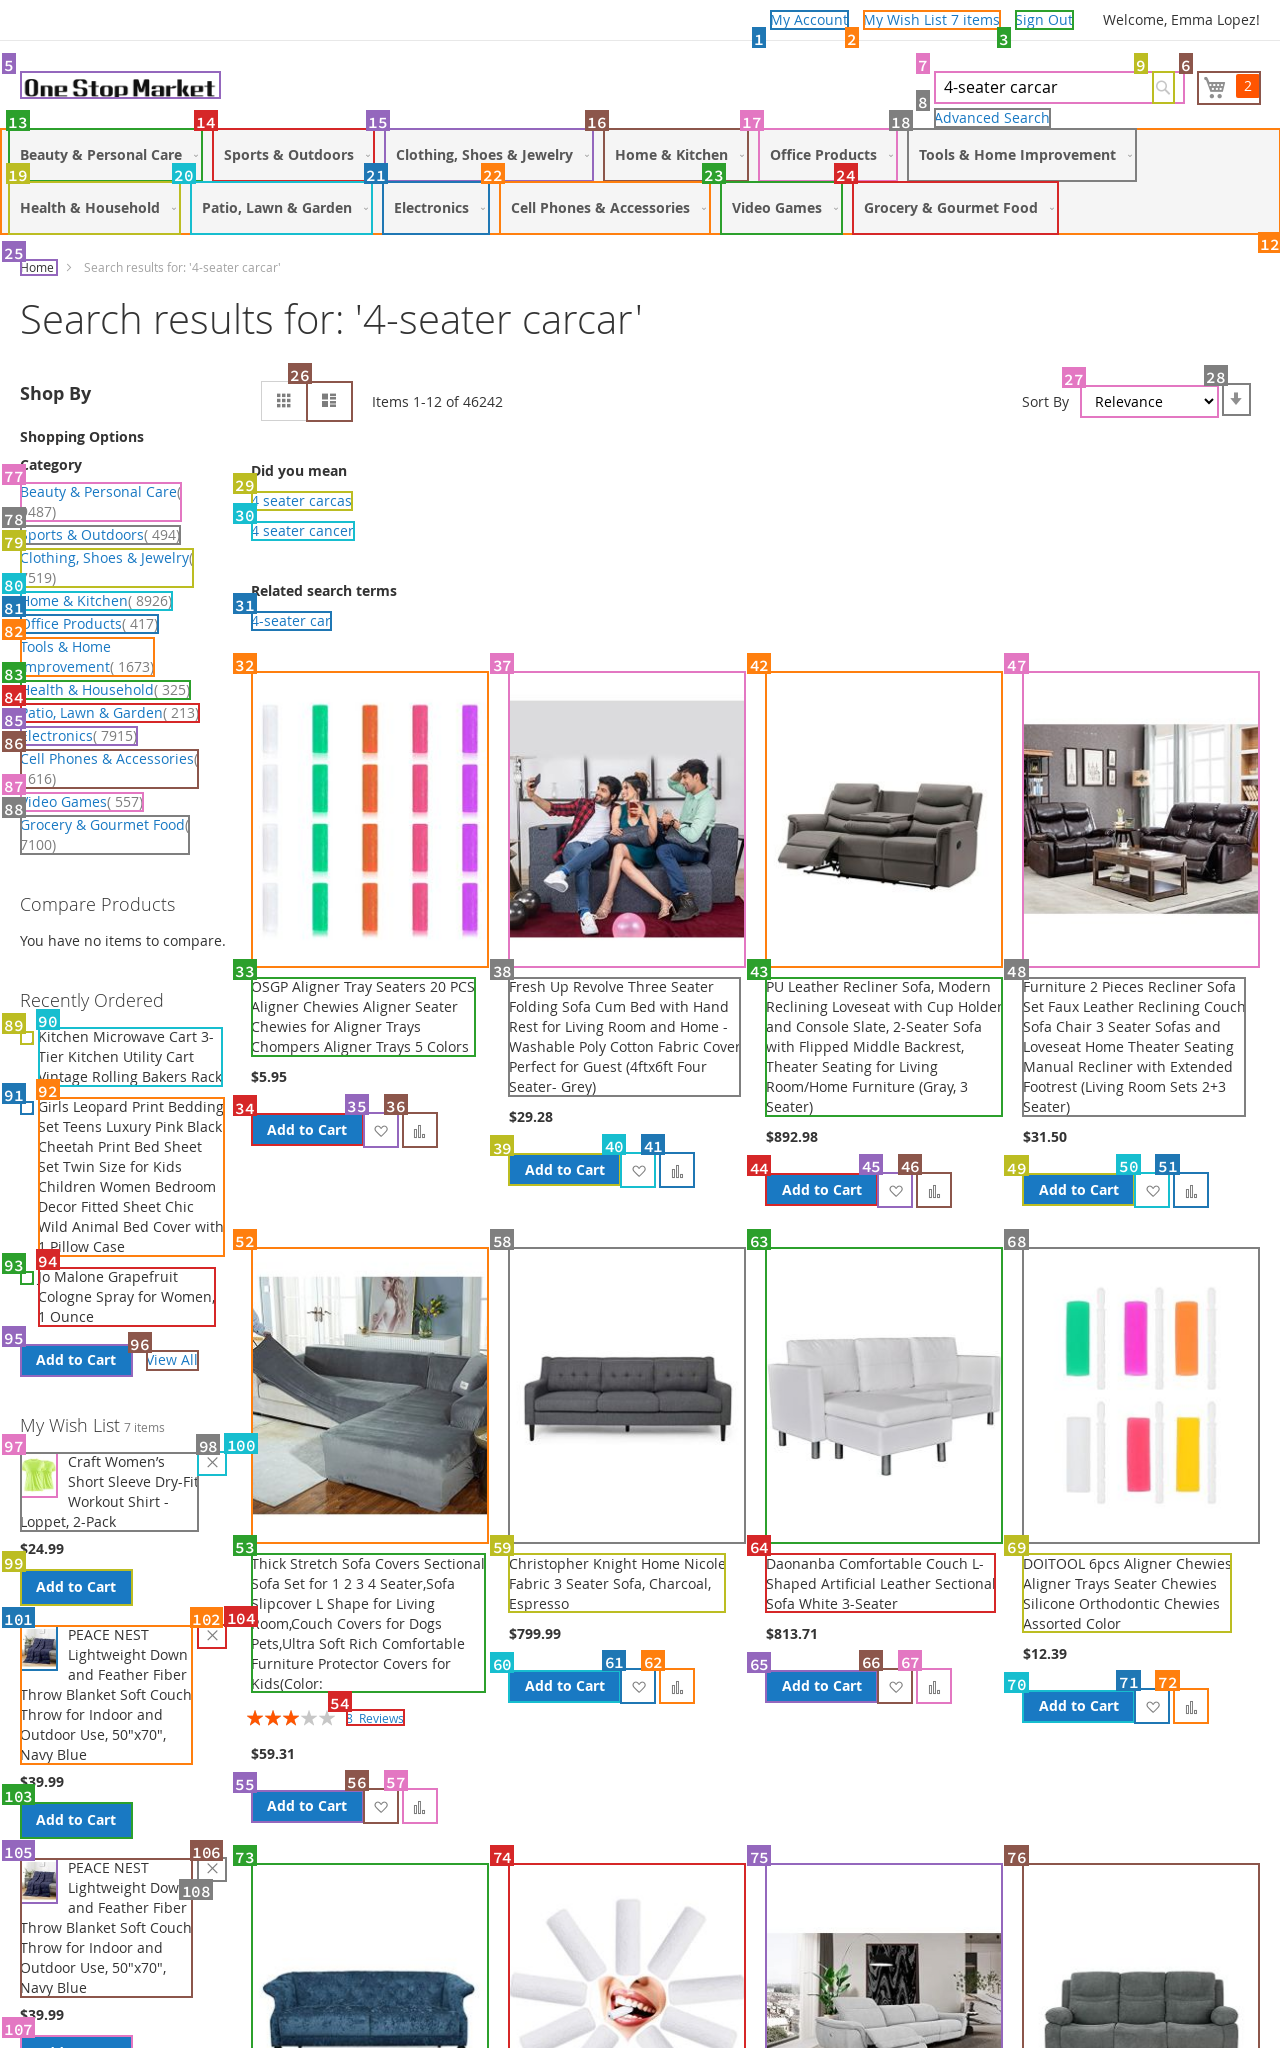 My Account
My Wish List 7 items
Sign Out
Welcome, Emma Lopez!
1
2
3
5
One Stop Market
7
4-seater carcar
9
6
2
8
Advanced Search
13
Beauty & Personal Care
14
Sports & Outdoors
15
Clothing, Shoes & Jewelry
16
Home & Kitchen
17
Office Products
18
Tools & Home Improvement
19
Health & Household
20
Patio, Lawn & Garden
21
Electronics
22
Cell Phones & Accessories
23
Video Games
24
Grocery & Gourmet Food
12
25
Home
Search results for: '4-seater carcar'
Search results for: '4-seater carcar'
Shop By
26
Items 1-12 of 46242
Sort By
27
Relevance
28
Shopping Options
Category
77
Beauty & Personal Care(
487)
78
Sports & Outdoors( 494)
79
Clothing, Shoes & Jewelry(
519)
80
Home & Kitchen( 8926)
81
Office Products( 417)
82
Tools & Home
Improvement( 1673)
83
Health & Household( 325)
84
Patio, Lawn & Garden( 213)
85
Electronics( 7915)
86
Cell Phones & Accessories(
616)
87
Video Games( 557)
88
Grocery & Gourmet Food(
7100)
Compare Products
You have no items to compare.
Recently Ordered
89
90
Kitchen Microwave Cart 3-
Tier Kitchen Utility Cart
Vintage Rolling Bakers Rack
91
92
Girls Leopard Print Bedding
Set Teens Luxury Pink Black
Cheetah Print Bed Sheet
Set Twin Size for Kids
Children Women Bedroom
Decor Fitted Sheet Chic
Wild Animal Bed Cover with
1 Pillow Case
93
94
Jo Malone Grapefruit
Cologne Spray for Women,
1 Ounce
95
Add to Cart
96
View All
My Wish List 7 items
97
98
100
Craft Women's
Short Sleeve Dry-Fit
Workout Shirt -
Loppet, 2-Pack
$24.99
99
Add to Cart
101
102
104
PEACE NEST
Lightweight Down
and Feather Fiber
Throw Blanket Soft Couch
Throw for Indoor and
Outdoor Use, 50"x70",
Navy Blue
$39.99
103
Add to Cart
105
106
108
PEACE NEST
Lightweight Down
and Feather Fiber
Throw Blanket Soft Couch
Throw for Indoor and
Outdoor Use, 50"x70",
Navy Blue
$39.99
107
Did you mean
29
4 seater carcas
30
4 seater cancer
Related search terms
31
4-seater car
32
33
OSGP Aligner Tray Seaters 20 PCS
Aligner Chewies Aligner Seater
Chewies for Aligner Trays
Chompers Aligner Trays 5 Colors
$5.95
34
Add to Cart
35
36
37
38
Fresh Up Revolve Three Seater
Folding Sofa Cum Bed with Hand
Rest for Living Room and Home -
Washable Poly Cotton Fabric Cover
Perfect for Guest (4ftx6ft Four
Seater- Grey)
$29.28
39
Add to Cart
40
41
42
43
PU Leather Recliner Sofa, Modern
Reclining Loveseat with Cup Holder
and Console Slate, 2-Seater Sofa
with Flipped Middle Backrest,
Theater Seating for Living
Room/Home Furniture (Gray, 3
Seater)
$892.98
44
Add to Cart
45
46
47
48
Furniture 2 Pieces Recliner Sofa
Set Faux Leather Reclining Couch
Sofa Chair 3 Seater Sofas and
Loveseat Home Theater Seating
Manual Recliner with Extended
Footrest (Living Room Sets 2+3
Seater)
$31.50
49
Add to Cart
50
51
52
53
Thick Stretch Sofa Covers Sectional
Sofa Set for 1 2 3 4 Seater,Sofa
Slipcover L Shape for Living
Room,Couch Covers for Dogs
Pets,Ultra Soft Rich Comfortable
Furniture Protector Covers for
Kids(Color:
54
3 Reviews
$59.31
55
Add to Cart
56
57
58
59
Christopher Knight Home Nicole
Fabric 3 Seater Sofa, Charcoal,
Espresso
$799.99
60
Add to Cart
61
62
63
64
Daonanba Comfortable Couch L-
Shaped Artificial Leather Sectional
Sofa White 3-Seater
$813.71
65
Add to Cart
66
67
68
69
DOITOOL 6pcs Aligner Chewies
Aligner Trays Seater Chewies
Silicone Orthodontic Chewies
Assorted Color
$12.39
70
Add to Cart
71
72
73
74
75
76